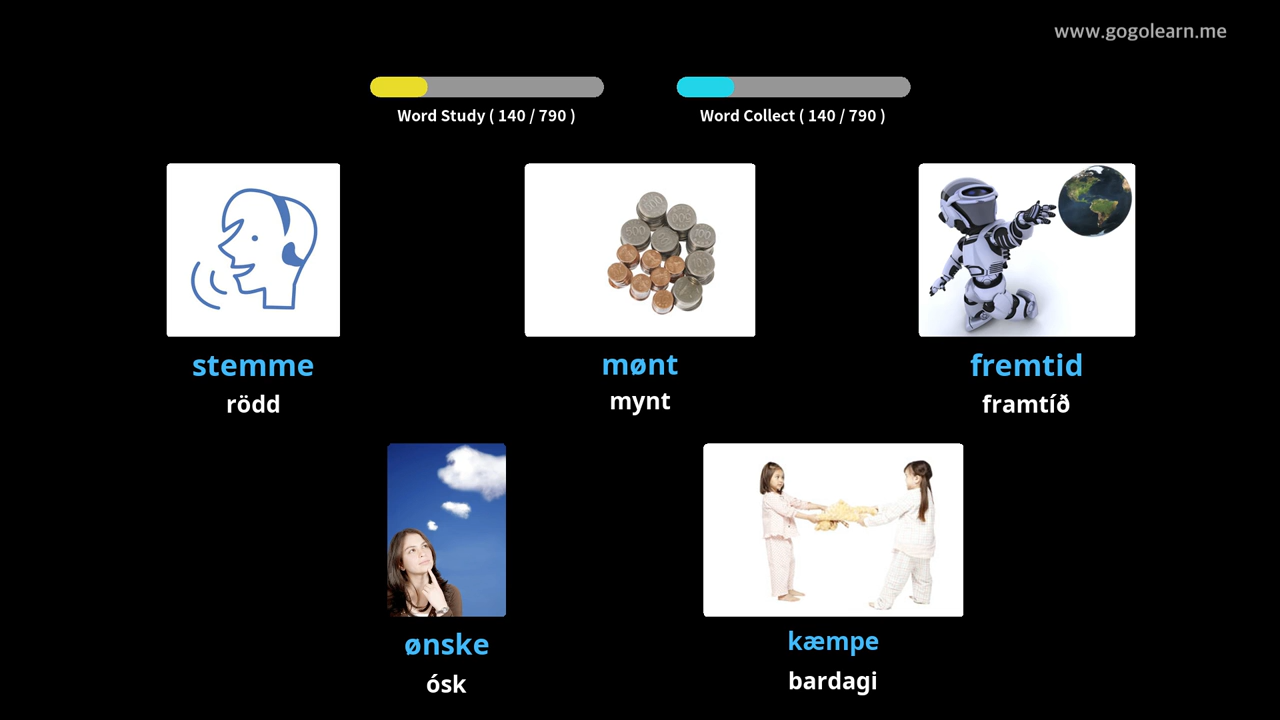 www.gogolearn.me
Word Study ( 140 / 790 )
Word Collect ( 140 / 790 )
stemme
rödd
mønt
mynt
fremtid
framtíð
ønske
ósk
kæmpe
bardagi